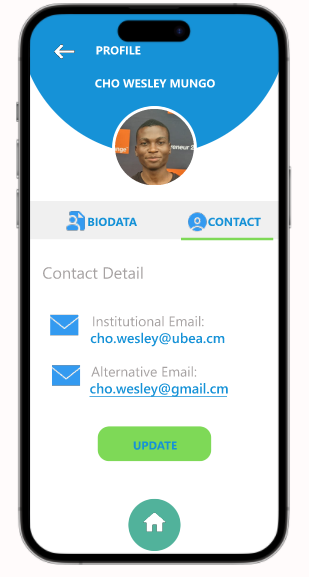 PROFILE
CHO WESLEY MUNGO
BIODATA
CONTACT
Contact Detail
Institutional Email:
cho.wesley@ubea.cm
Alternative Email:
cho.wesley@gmail.cm
UPDATE